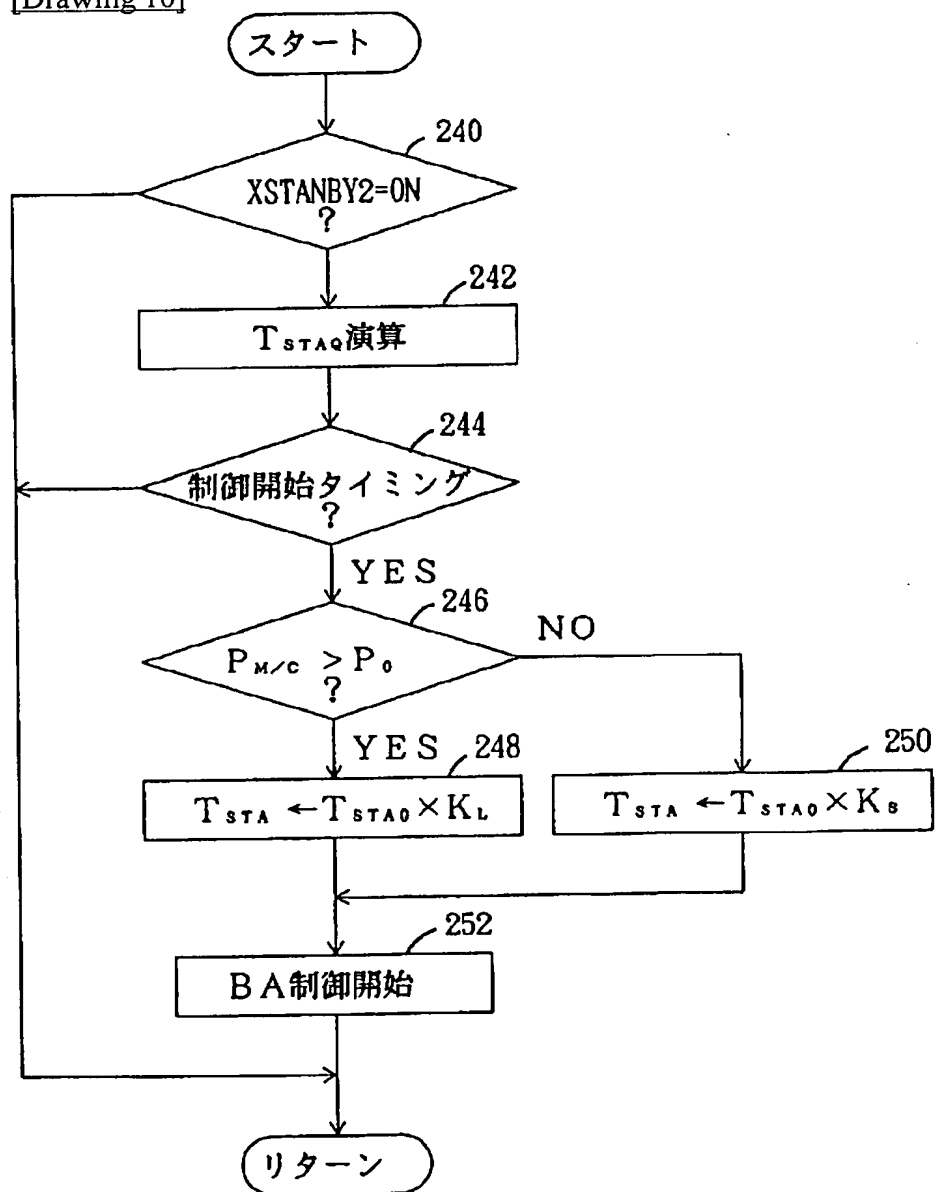 [Drawing 10]
スタート
240
XSTANBY2=ON
?
242
TSTAQ演算
244
制御開始タイミング
?
YES
246
PM/C > P0
?
NO
YES
248
TSTA ←TSTA0×KL
250
TSTA ←TSTA0×KS
252
BA制御開始
リターン